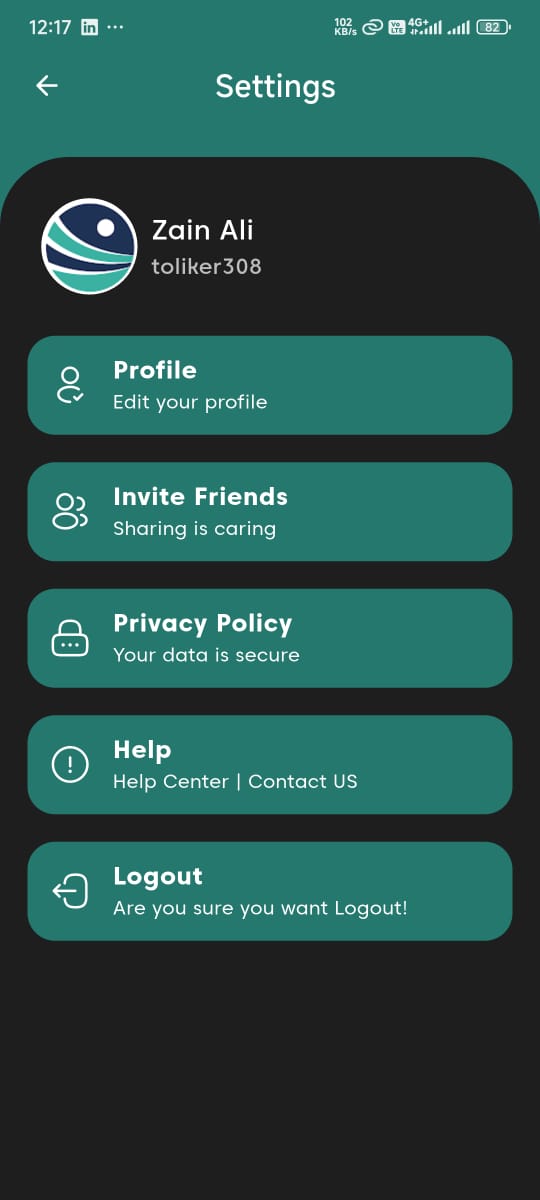 12:17 in ...
102 KB/s Vo LTE 4G+ 82
Settings
Zain Ali
toliker308
Profile
Edit your profile
Invite Friends
Sharing is caring
Privacy Policy
Your data is secure
Help
Help Center | Contact US
Logout
Are you sure you want Logout!